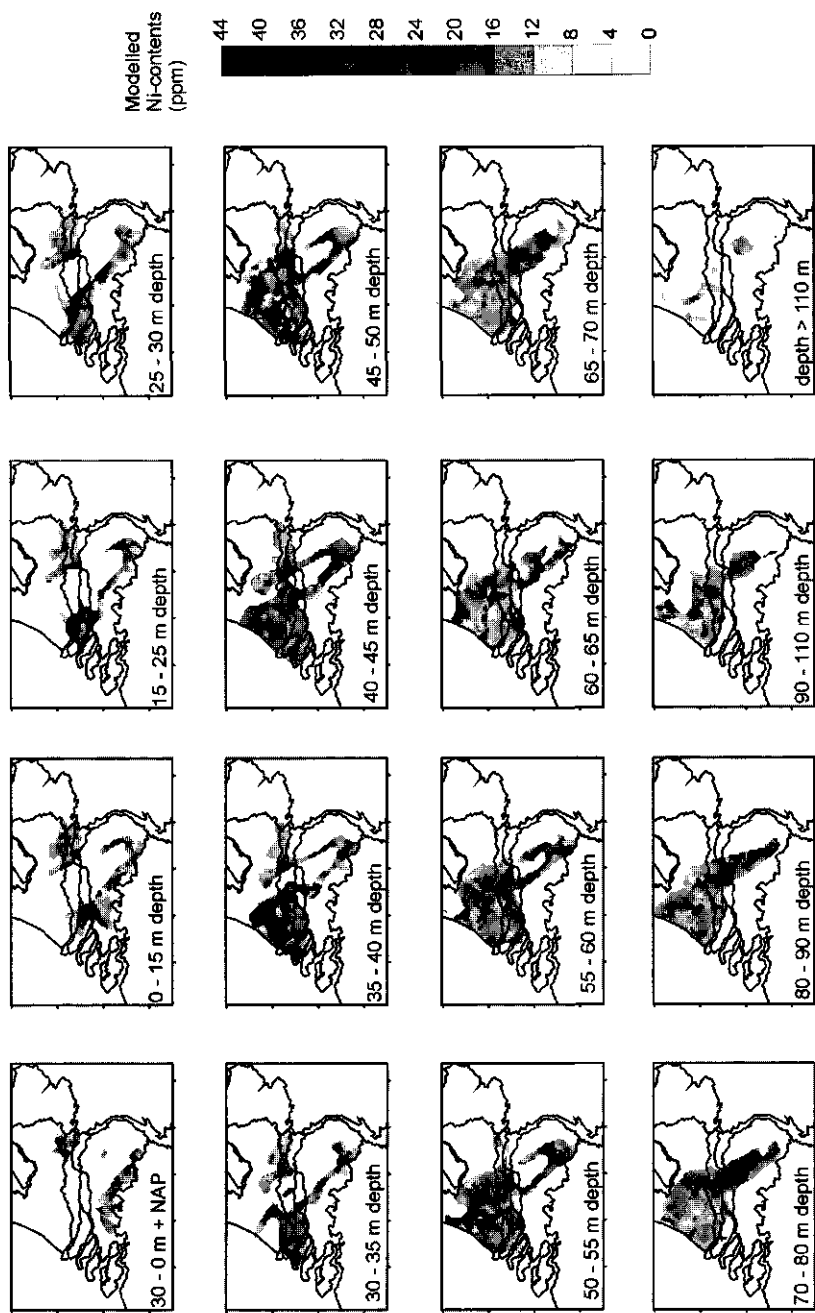 30 - 0 m + NAP
0 - 15 m depth
15 - 25 m depth
25 - 30 m depth
30 - 35 m depth
35 - 40 m depth
40 - 45 m depth
45 - 50 m depth
50 - 55 m depth
55 - 60 m depth
60 - 65 m depth
65 - 70 m depth
70 - 80 m depth
80 - 90 m depth
90 - 110 m depth
depth > 110 m
Modelled
Ni-contents
(ppm)
44
40
36
32
28
24
20
16
12
8
4
0